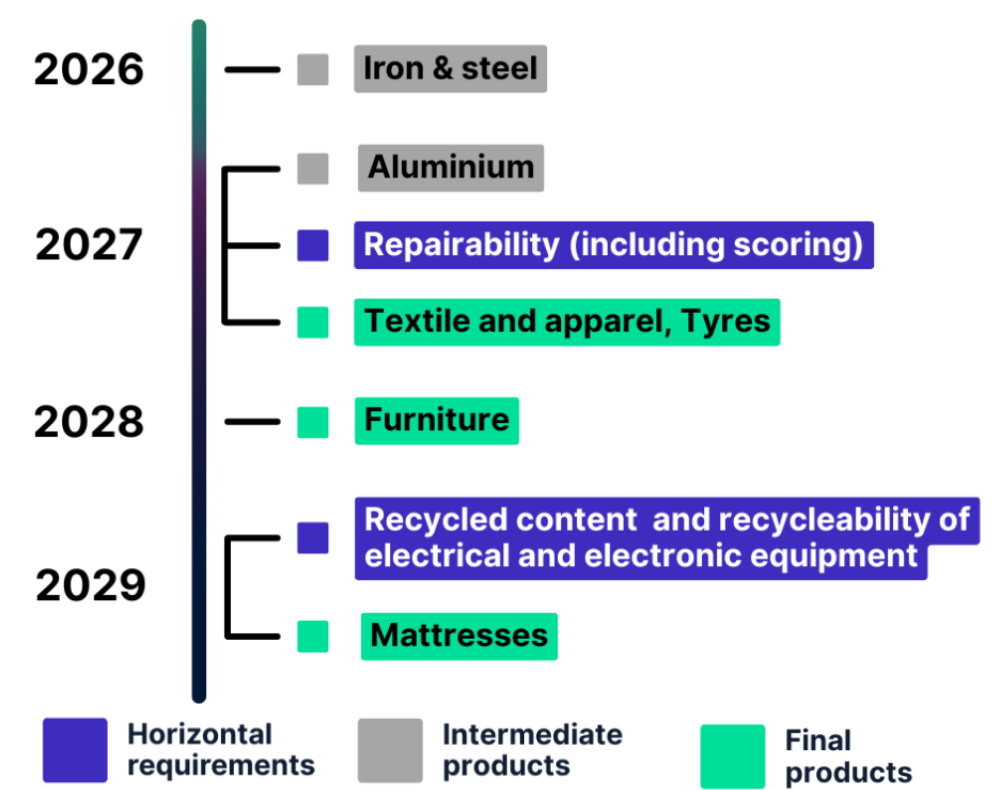 2026
Iron & steel
Aluminium
2027
Repairability (including scoring)
Textile and apparel, Tyres
2028
Furniture
Recycled content and recycleability of
electrical and electronic equipment
2029
Mattresses
Horizontal
requirements
Intermediate
products
Final
products